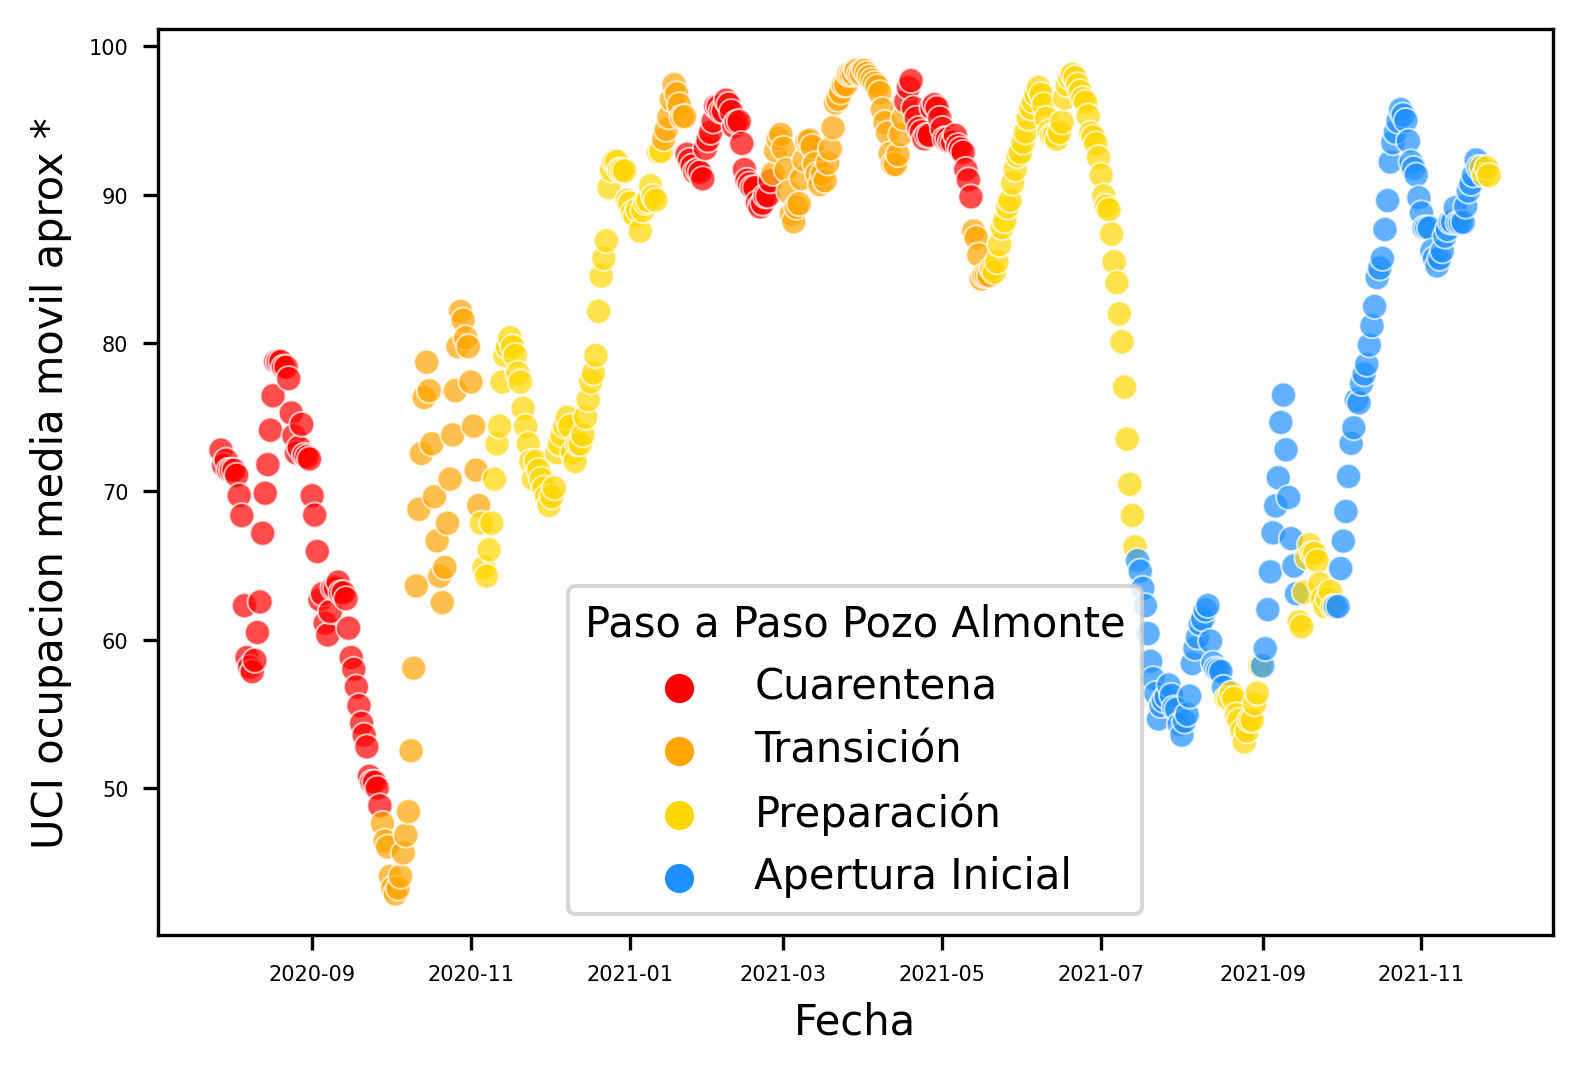 100
90
80
70
60
50
UCI ocupacion media movil aprox *
Paso a Paso Pozo Almonte
Cuarentena
Transición
Preparación
Apertura Inicial
2020-09 2020-11 2021-01 2021-03 2021-05 2021-07 2021-09 2021-11
Fecha